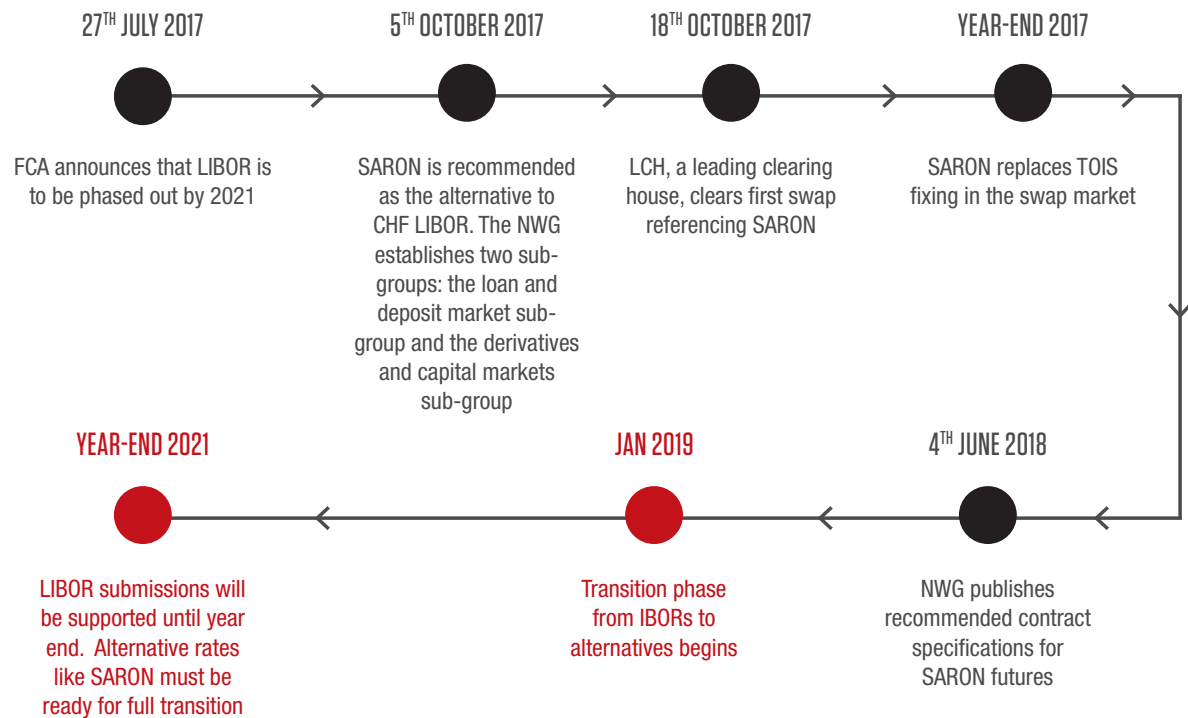 27TH JULY 2017
FCA announces that LIBOR is
to be phased out by 2021
5TH OCTOBER 2017
SARON is recommended
as the alternative to
CHF LIBOR. The NWG
establishes two sub-
groups: the loan and
deposit market sub-
group and the derivatives
and capital markets
sub-group
18TH OCTOBER 2017
LCH, a leading clearing
house, clears first swap
referencing SARON
YEAR-END 2017
SARON replaces TOIS
fixing in the swap market
4TH JUNE 2018
NWG publishes
recommended contract
specifications for
SARON futures
JAN 2019
Transition phase
from IBORs to
alternatives begins
YEAR-END 2021
LIBOR submissions will
be supported until year
end. Alternative rates
like SARON must be
ready for full transition